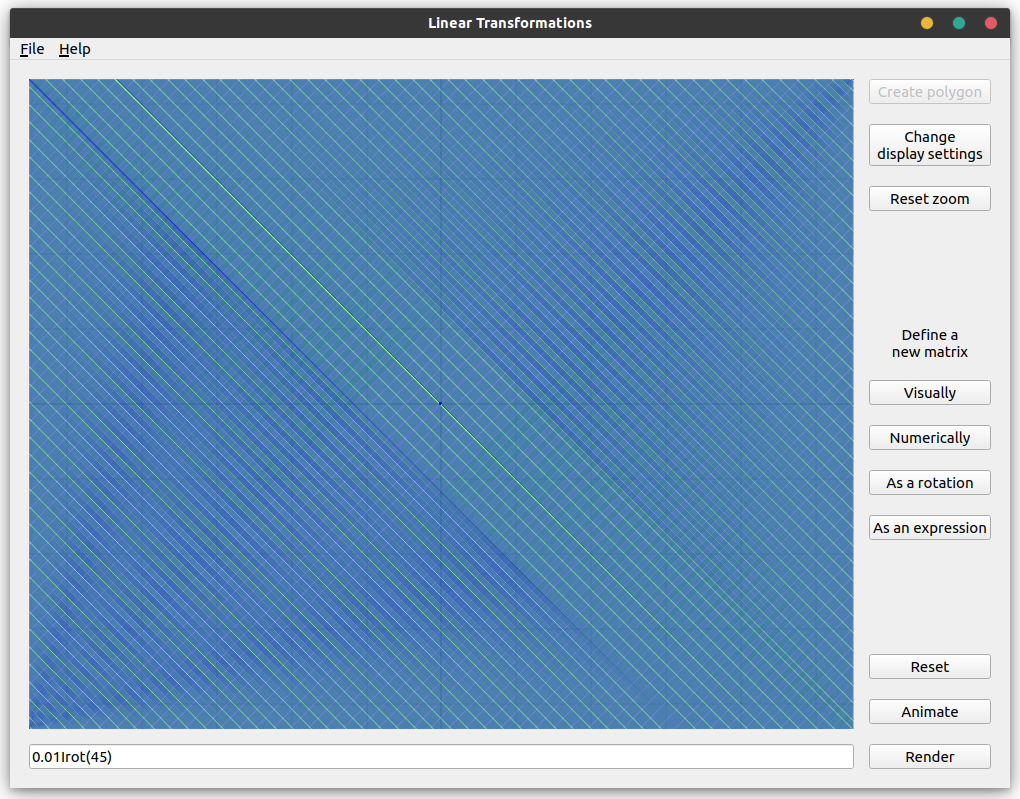 Linear Transformations
File Help
Create polygon
Change
display settings
Reset zoom
Define a
new matrix
Visually
Numerically
As a rotation
As an expression
Reset
Animate
0.01Irot(45)
Render